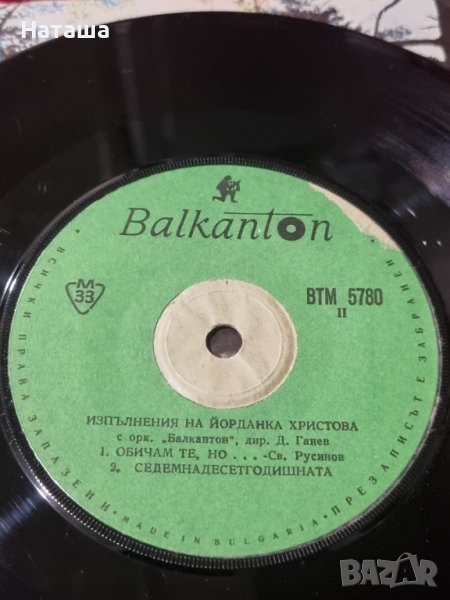 Наташа
Balkanton
М
33
ВТМ 5780
II
ИЗПЪЛНЕНИЯ НА ЙОРДАНКА ХРИСТОВА
с орк. „Балкантон", дир. Д. Ганев
1. ОБИЧАМ ТЕ, НО . . . -Св. Русинов
2. СЕДЕМНАДЕСЕТГОДИШНАТА
ВСИЧКИ ПРАВА ЗАПАЗЕНИ · MADE IN BULGARIA · ПРЕЗАПИСЪТ Е ЗАБРАНЕН
BAZAR